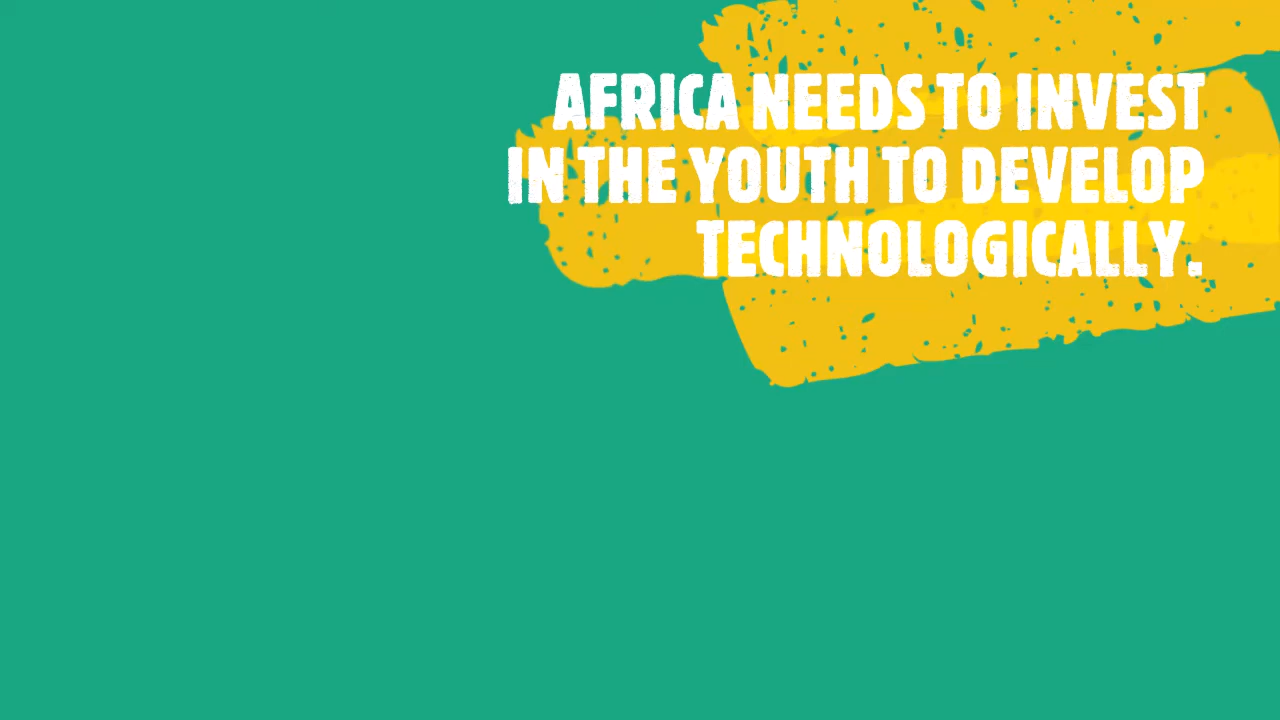 AFRICA NEEDS TO INVEST
IN THE YOUTH TO DEVELOP
TECHNOLOGICALLY.